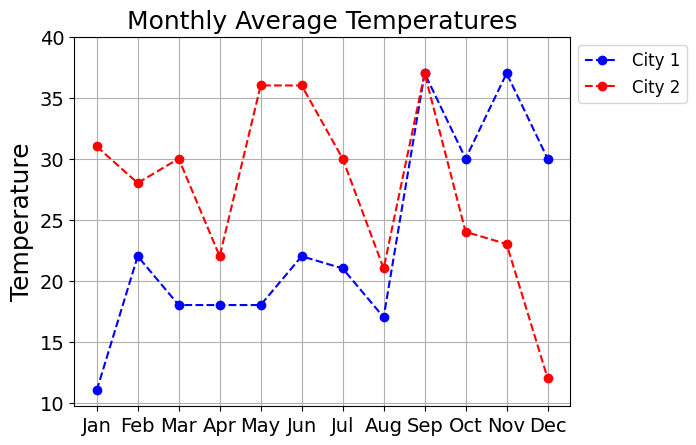 Monthly Average Temperatures
40
35
30
25
20
15
10
Temperature
Jan Feb Mar Apr May Jun Jul Aug Sep Oct Nov Dec
City 1
City 2